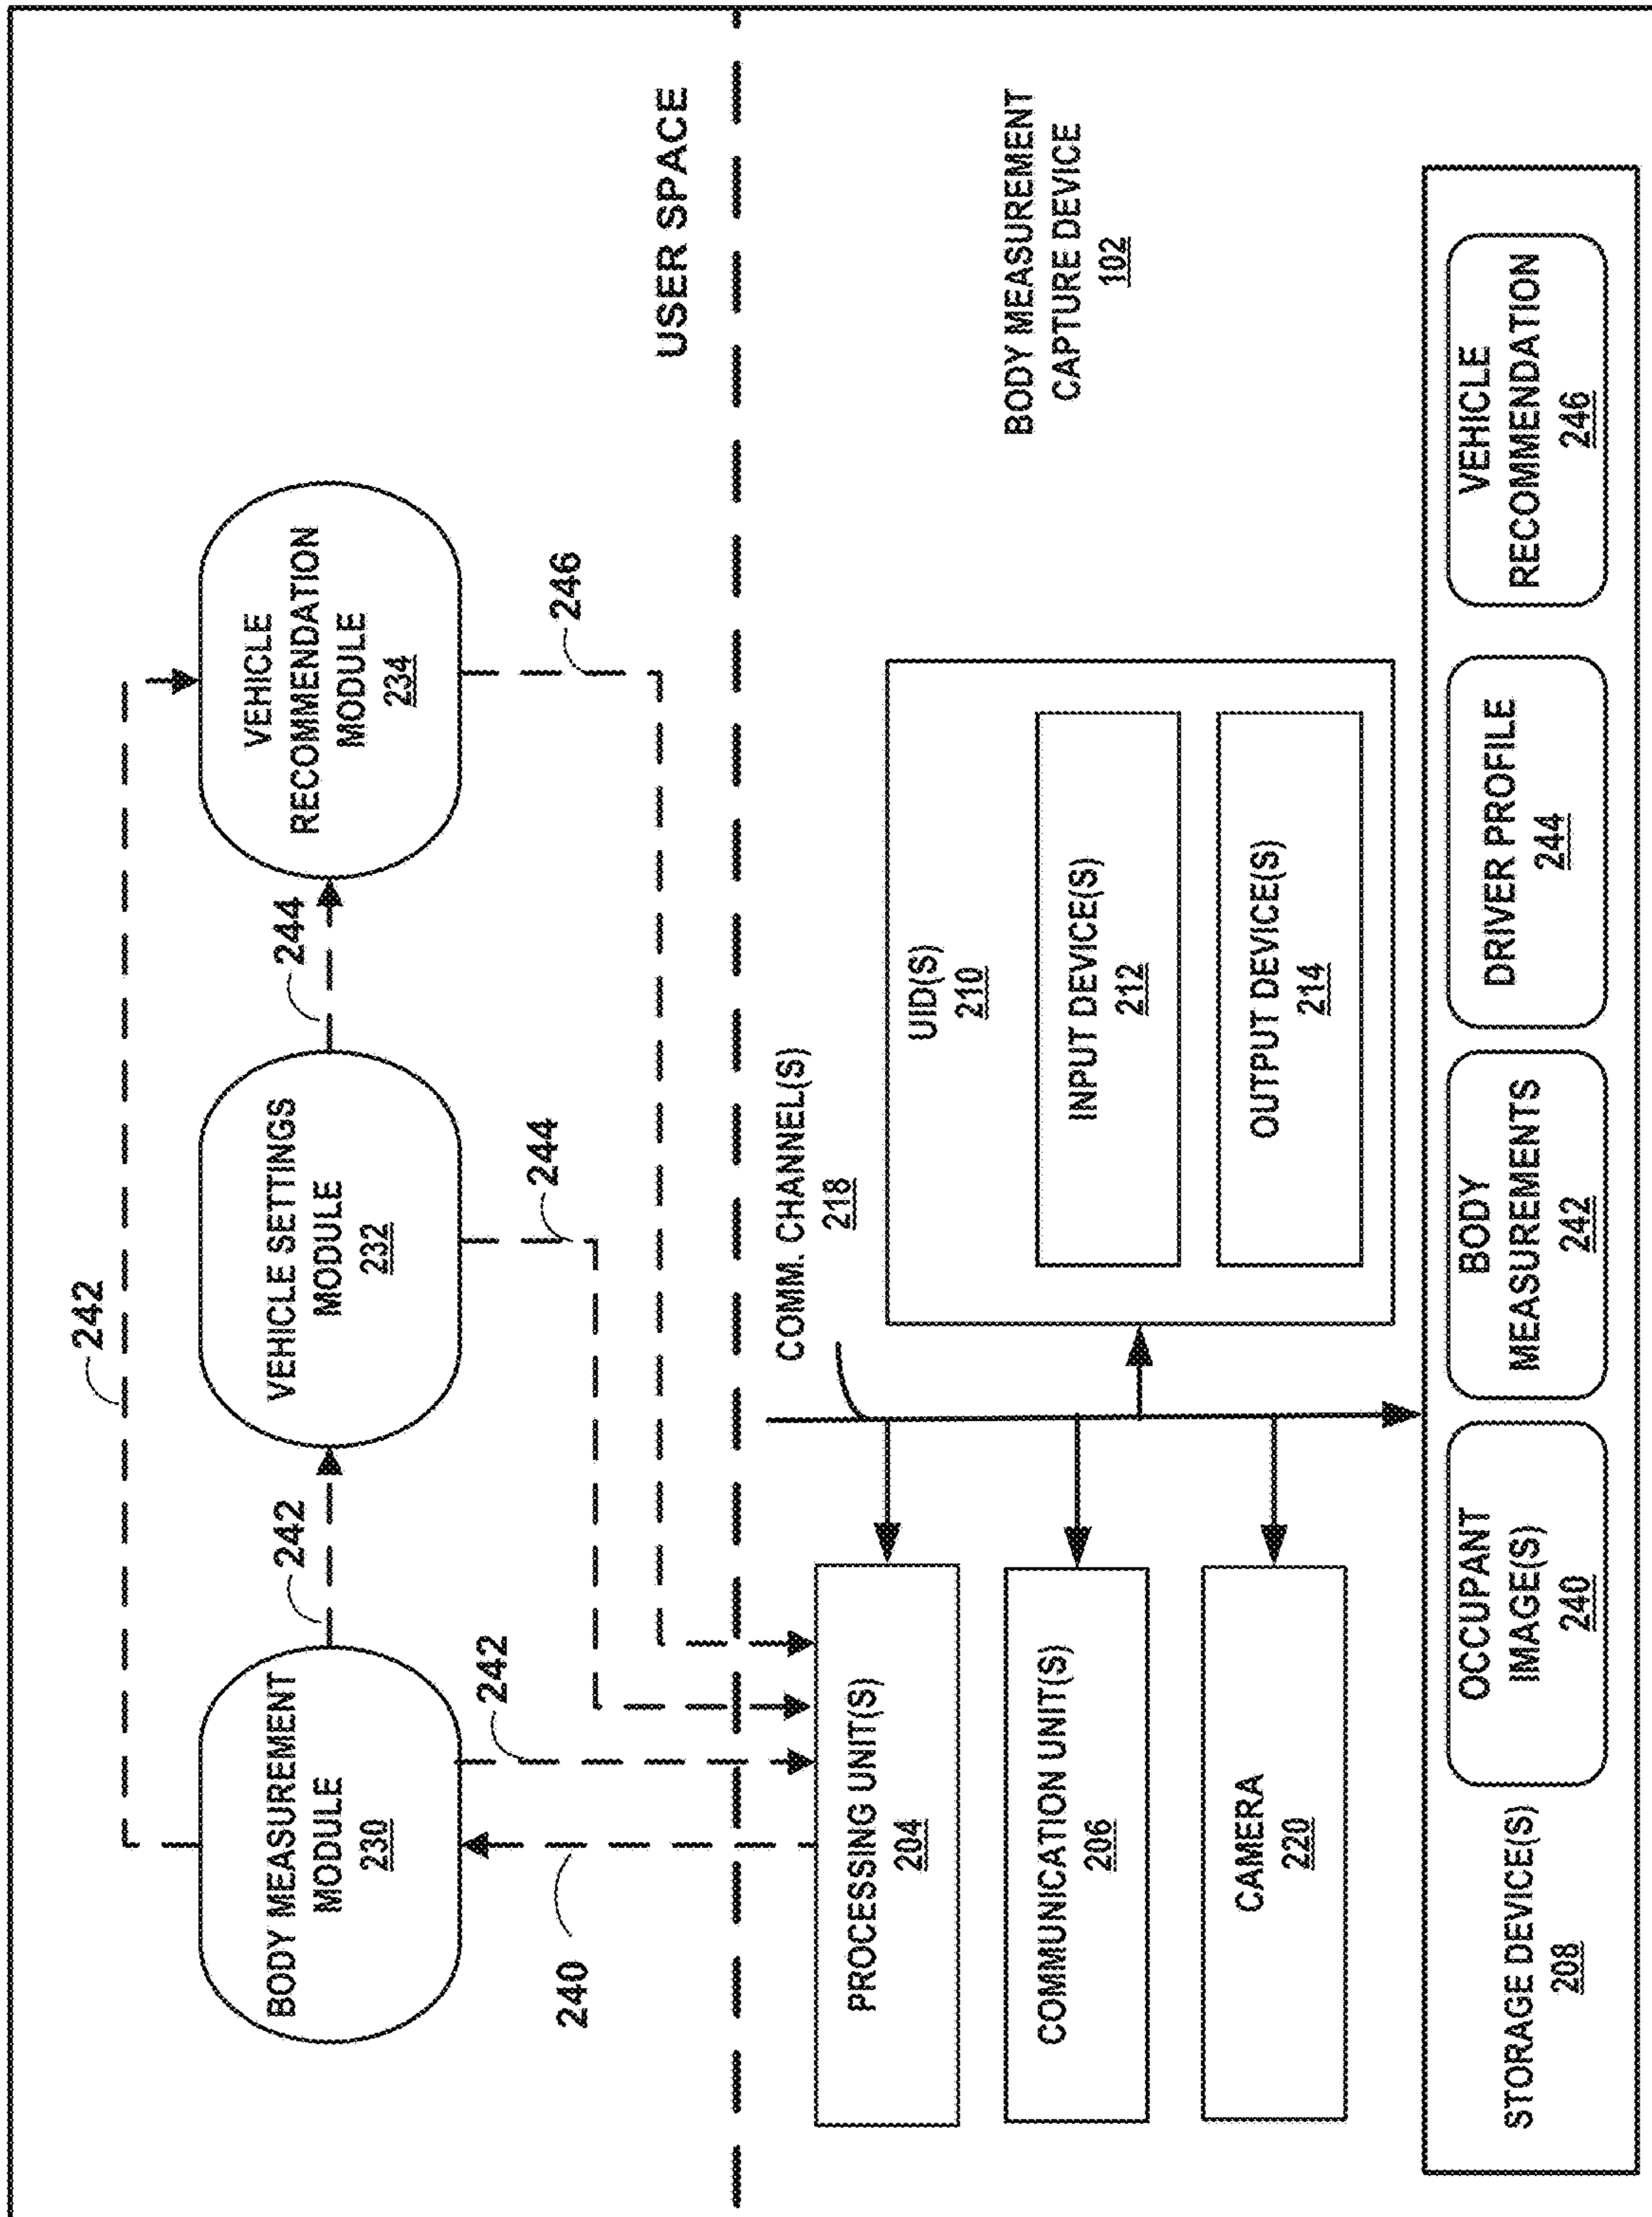 242
BODY MEASUREMENT
MODULE
230
242
VEHICLE SETTINGS
MODULE
232
244
VEHICLE
RECOMMENDATION
MODULE
234
240
242
244
246
USER SPACE
COMM. CHANNEL(S)
218
PROCESSING UNIT(S)
204
COMMUNICATION UNIT(S)
206
CAMERA
220
UID(S)
210
INPUT DEVICE(S)
212
OUTPUT DEVICE(S)
214
BODY MEASUREMENT
CAPTURE DEVICE
102
STORAGE DEVICE(S)
208
OCCUPANT
IMAGE(S)
240
BODY
MEASUREMENTS
242
DRIVER PROFILE
244
VEHICLE
RECOMMENDATION
246